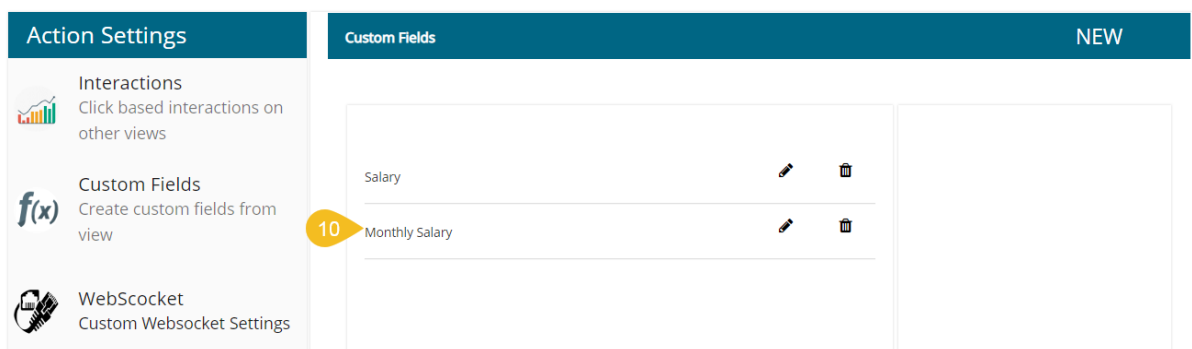 Action Settings
Custom Fields
NEW
Interactions
Click based interactions on
other views
Custom Fields
Create custom fields from
view
WebScocket
Custom Websocket Settings
Salary
10
Monthly Salary
f(x)